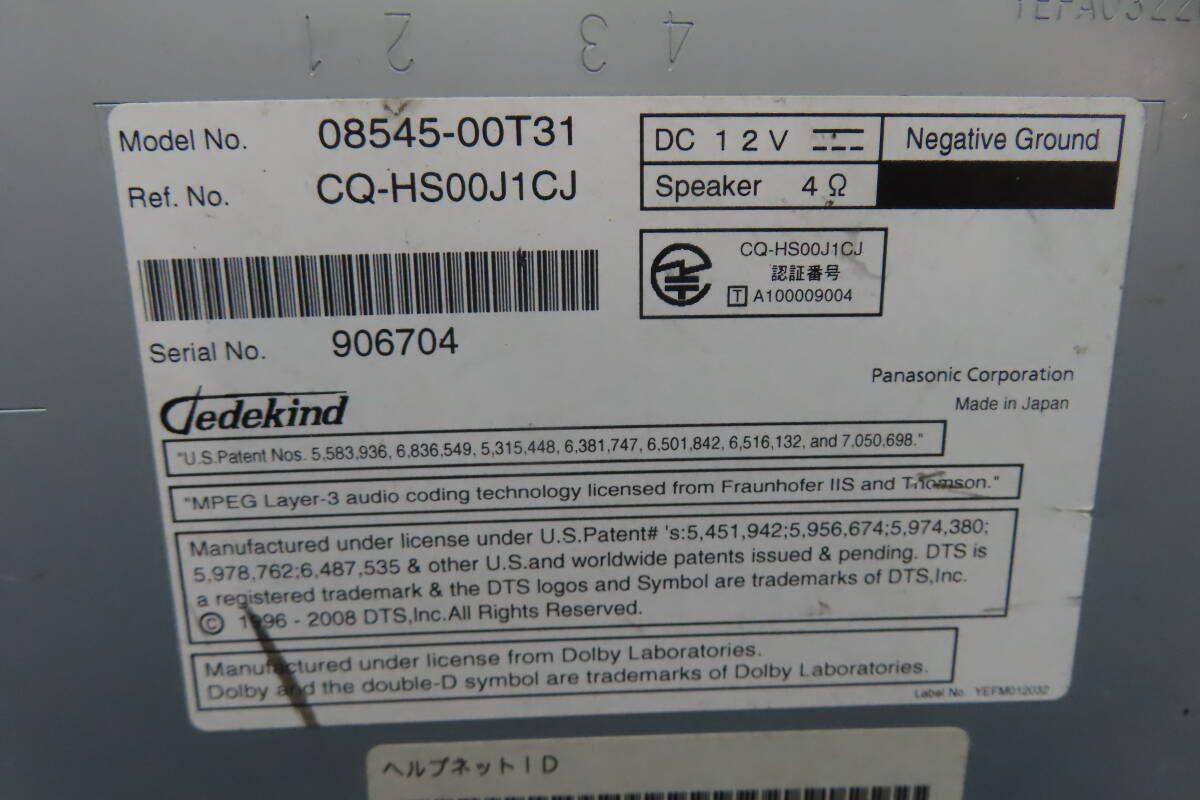 1 2 3 4
Model No. 08545-00T31
Ref. No. CQ-HS00J1CJ
DC 12V
Negative Ground
Speaker 4Ω
CQ-HS00J1CJ
認証番号
T A100009004
Serial No. 906704
Panasonic Corporation
Made in Japan
Dedekind
"U.S.Patent Nos. 5,583,936, 6,836,549, 5,315,448, 6,381,747, 6,501,842, 6,516,132, and 7,050,698."
"MPEG Layer-3 audio coding technology licensed from Fraunhofer IIS and Thomson."
Manufactured under license under U.S.Patent# 's:5,451,942;5,956,674;5,974,380;
5,978,762;6,487,535 & other U.S.and worldwide patents issued & pending. DTS is
a registered trademark & the DTS logos and Symbol are trademarks of DTS,Inc.
© 1996 - 2008 DTS,Inc.All Rights Reserved.
Manufactured under license from Dolby Laboratories.
Dolby and the double-D symbol are trademarks of Dolby Laboratories.
Label No. YEFM012032
ヘルプネットID